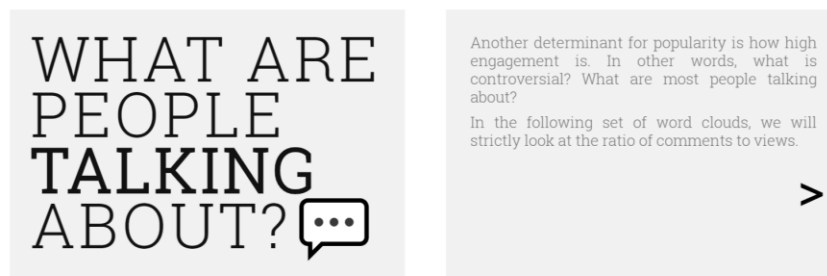 WHAT ARE
PEOPLE
TALKING
ABOUT?
Another determinant for popularity is how high
engagement is. In other words, what is
controversial? What are most people talking
about?
In the following set of word clouds, we will
strictly look at the ratio of comments to views.
>